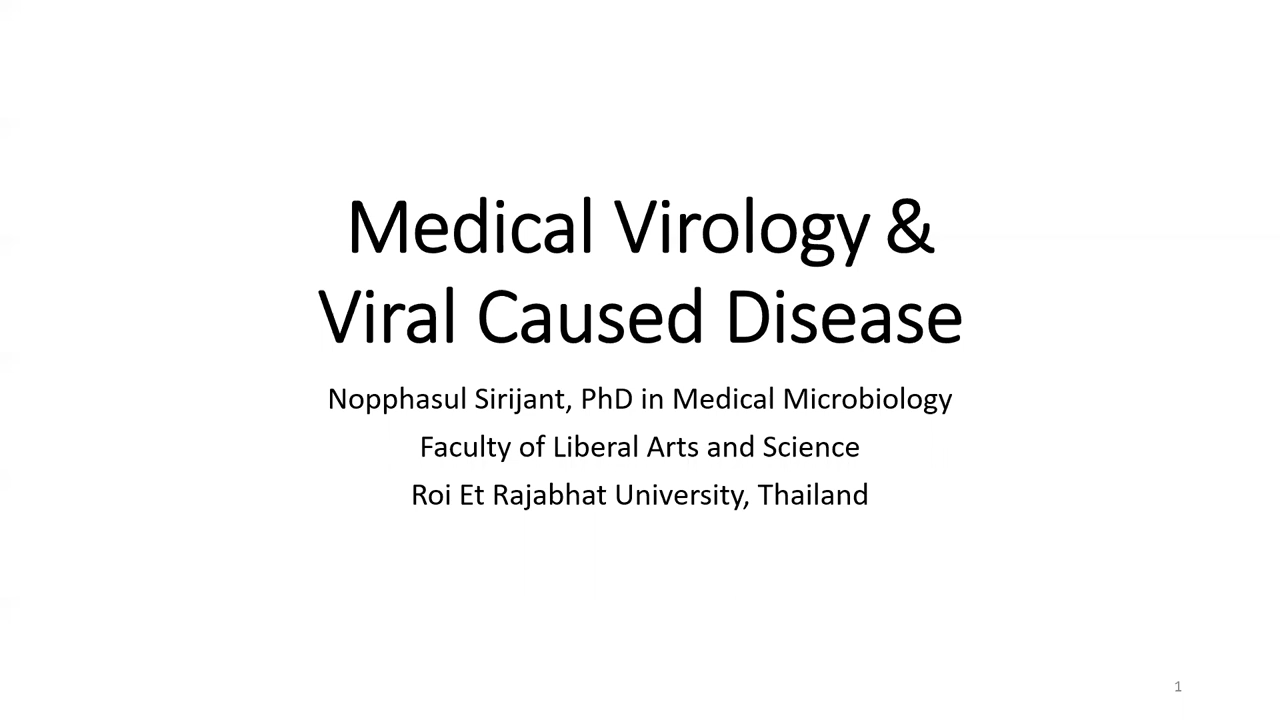 Medical Virology &
Viral Caused Disease
Nopphasul Sirijant, PhD in Medical Microbiology
Faculty of Liberal Arts and Science
Roi Et Rajabhat University, Thailand
1